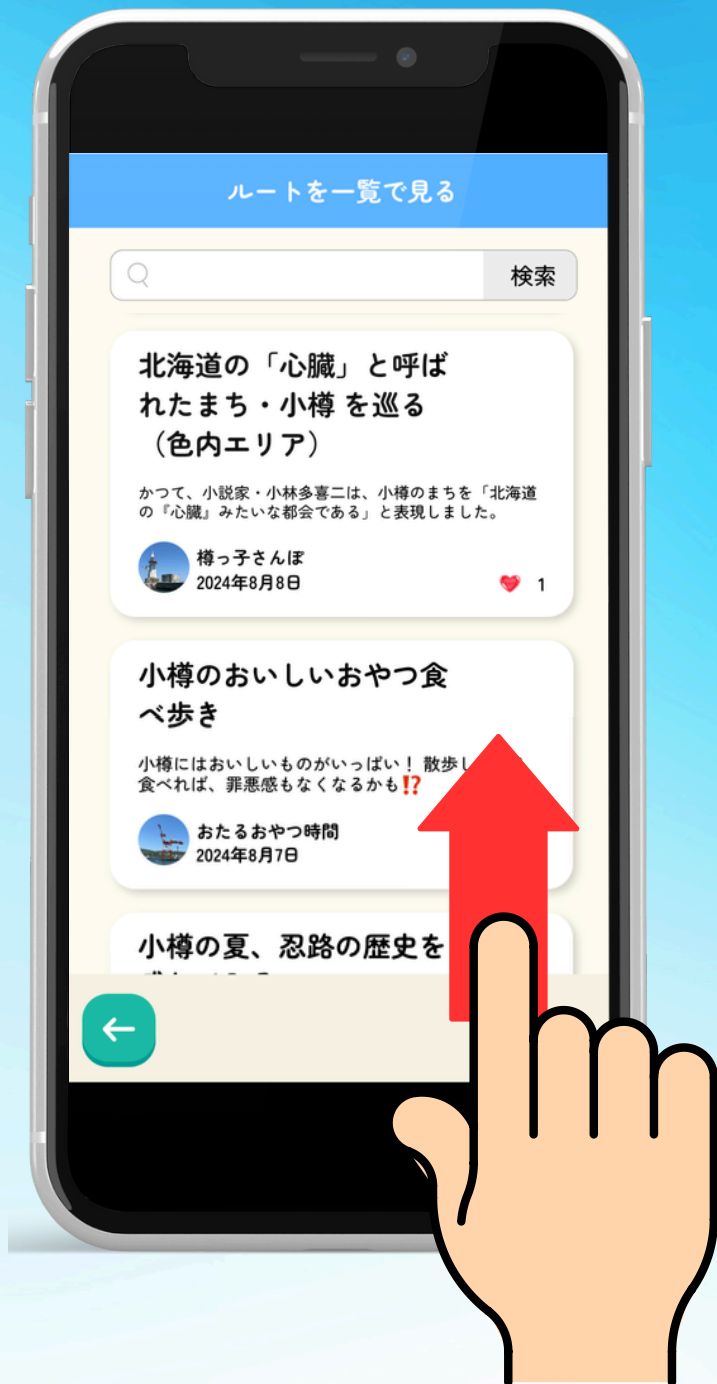 ルートを一覧で見る
検索
北海道の「心臓」と呼ば
れたまち・小樽 を巡る
（色内エリア）
かつて、小説家・小林多喜二は、小樽のまちを「北海道
の『心臓』みたいな都会である」と表現しました。
樽っ子さんぽ
2024年8月8日
1
小樽のおいしいおやつ食
べ歩き
小樽にはおいしいものがいっぱい！ 散歩し
食べれば、罪悪感もなくなるかも⁉️
おたるおやつ時間
2024年8月7日
小樽の夏、忍路の歴史を